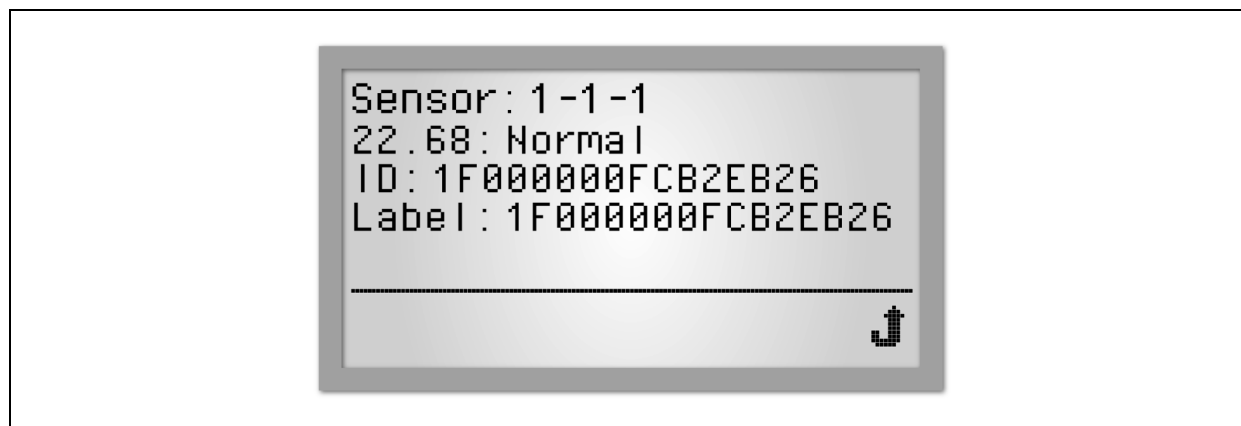 Sensor: 1-1-1
22.68: Normal
ID: 1F000000FCB2EB26
Label: 1F000000FCB2EB26